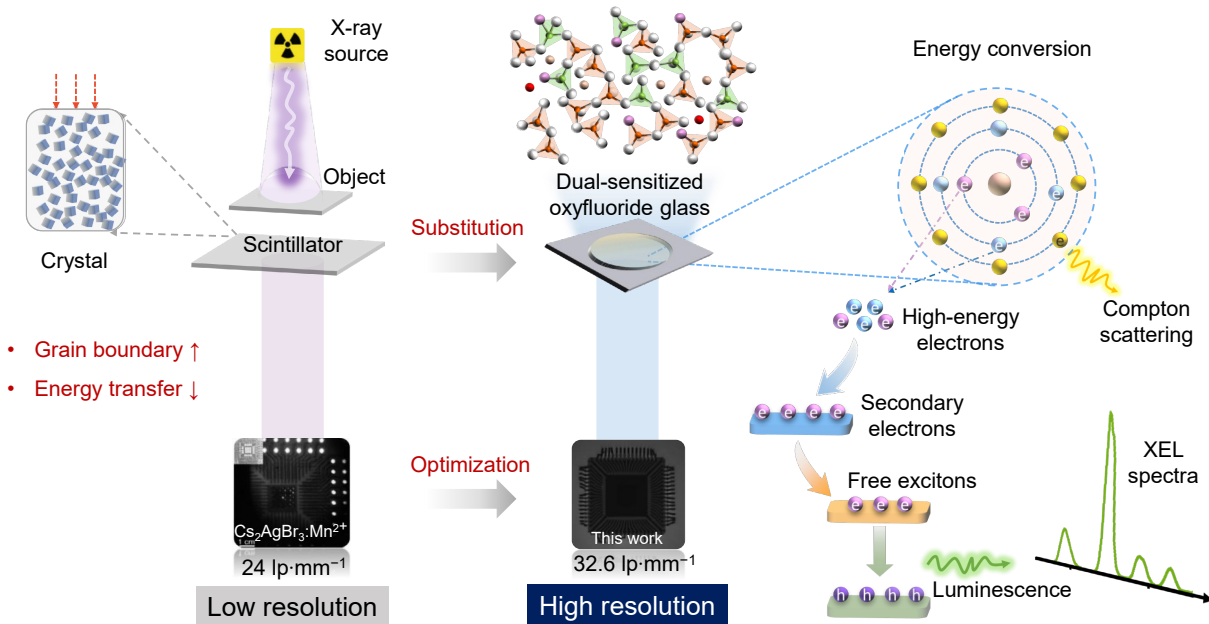 X-ray
source
Object
Scintillator
Crystal
• Grain boundary ↑
• Energy transfer ↓
Cs₂AgBr₃:Mn²⁺
1 cm
24 lp·mm⁻¹
Low resolution
Substitution
Optimization
Dual-sensitized
oxyfluoride glass
This work
32.6 lp·mm⁻¹
High resolution
Energy conversion
e
e
e
e
e
e
Compton
scattering
e e
e e e
High-energy
electrons
e e e e
Secondary
electrons
Free excitons
e e e
h h h h
Luminescence
XEL
spectra